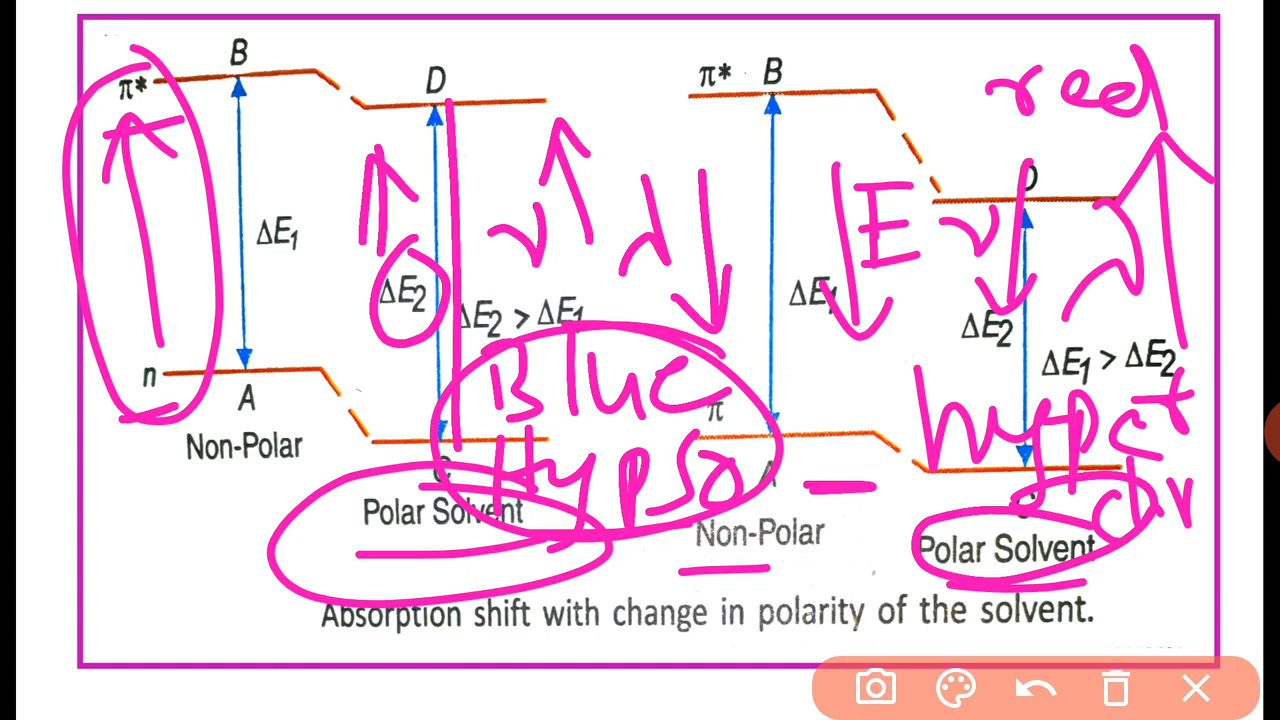 π* B
D
π* B
red
D
ΔE₁
ΔE₂
ν λ
E ν λ
ΔE₁
ΔE₂
ΔE₂ > ΔE₁
ΔE₁ > ΔE₂
n
A
Non-Polar
Blue
Hypso
C
Polar Solvent
π
A
Non-Polar
C
Polar Solvent
Absorption shift with change in polarity of the solvent.